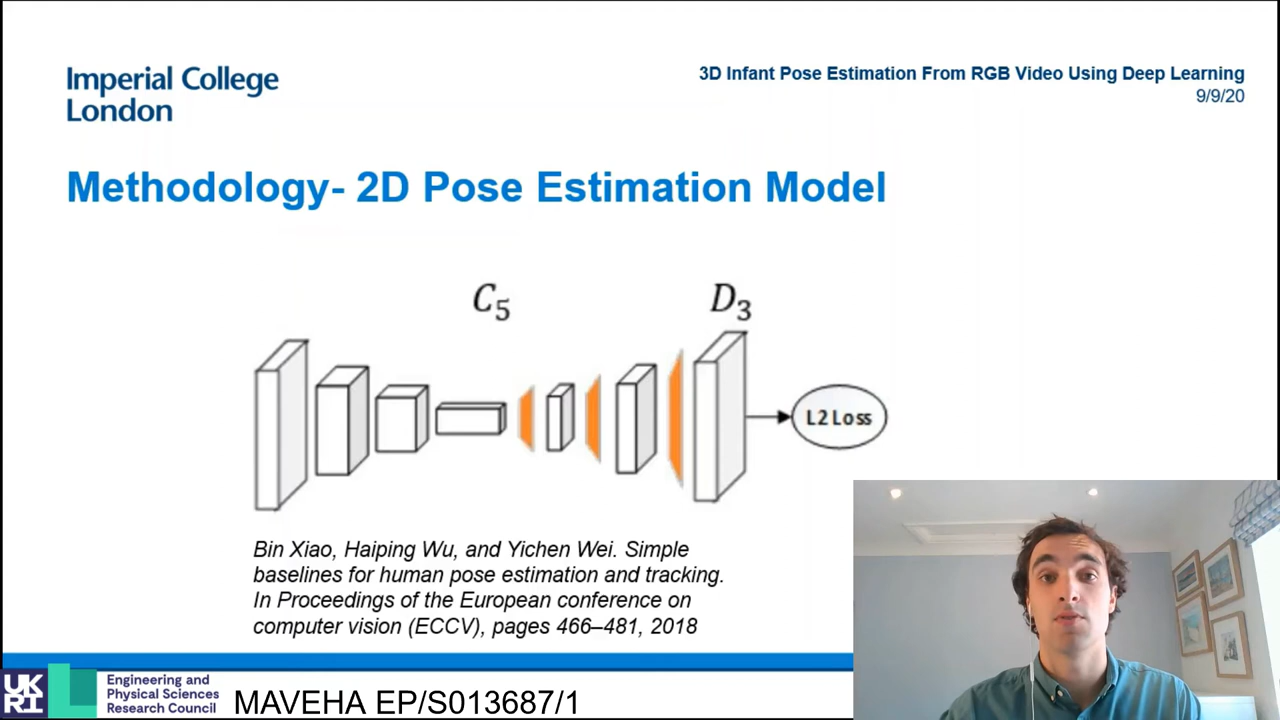 Imperial College
London
3D Infant Pose Estimation From RGB Video Using Deep Learning
9/9/20
Methodology- 2D Pose Estimation Model
C5
D3
L2 Loss
Bin Xiao, Haiping Wu, and Yichen Wei. Simple
baselines for human pose estimation and tracking.
In Proceedings of the European conference on
computer vision (ECCV), pages 466–481, 2018
UK
RI
Engineering and
Physical Sciences
Research Council
MAVEHA EP/S013687/1